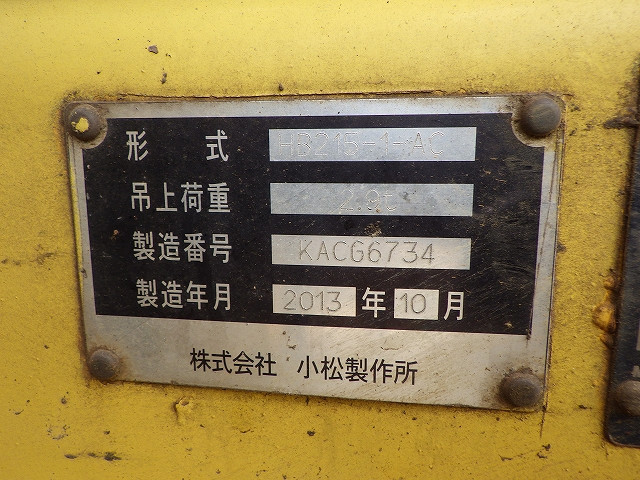 形 式 HB215-1-AC
吊上荷重 2.9t
製造番号 KACG6734
製造年月 2013 年 10 月
株式会社 小松製作所